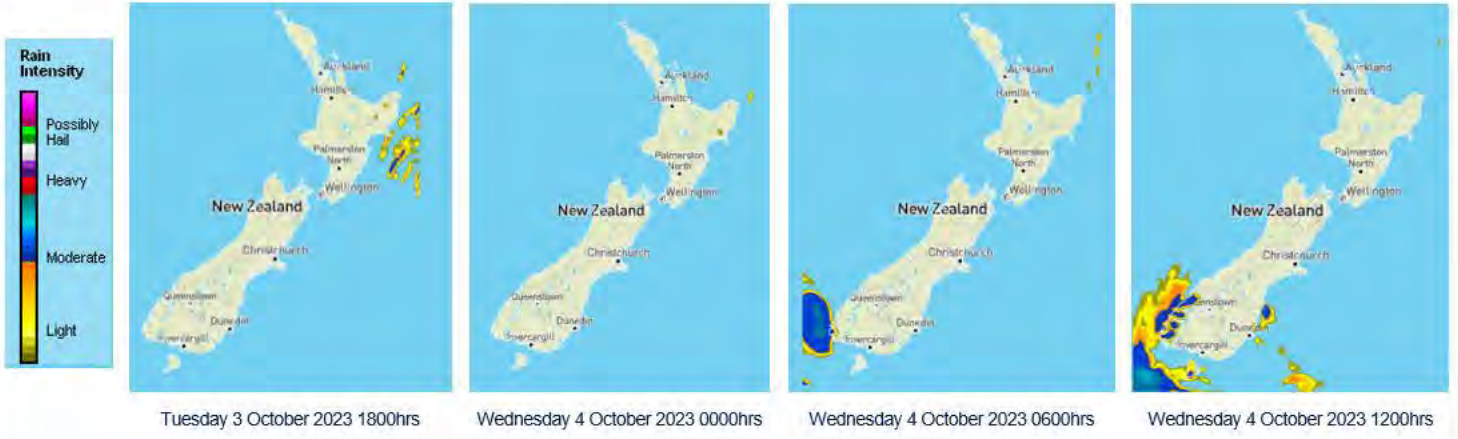 Rain
Intensity
Possibly
Hail
Heavy
Moderate
Light
Auckland
Hamilton
Palmerston
North
Wellington
New Zealand
Christchurch
Queenstown
Dunedin
Invercargill
Tuesday 3 October 2023 1800hrs
Auckland
Hamilton
Palmerston
North
Wellington
New Zealand
Christchurch
Queenstown
Dunedin
Invercargill
Wednesday 4 October 2023 0000hrs
Auckland
Hamilton
Palmerston
North
Wellington
New Zealand
Christchurch
Queenstown
Dunedin
Invercargill
Wednesday 4 October 2023 0600hrs
Auckland
Hamilton
Palmerston
North
Wellington
New Zealand
Christchurch
enstown
Dunedin
Invercargill
Wednesday 4 October 2023 1200hrs